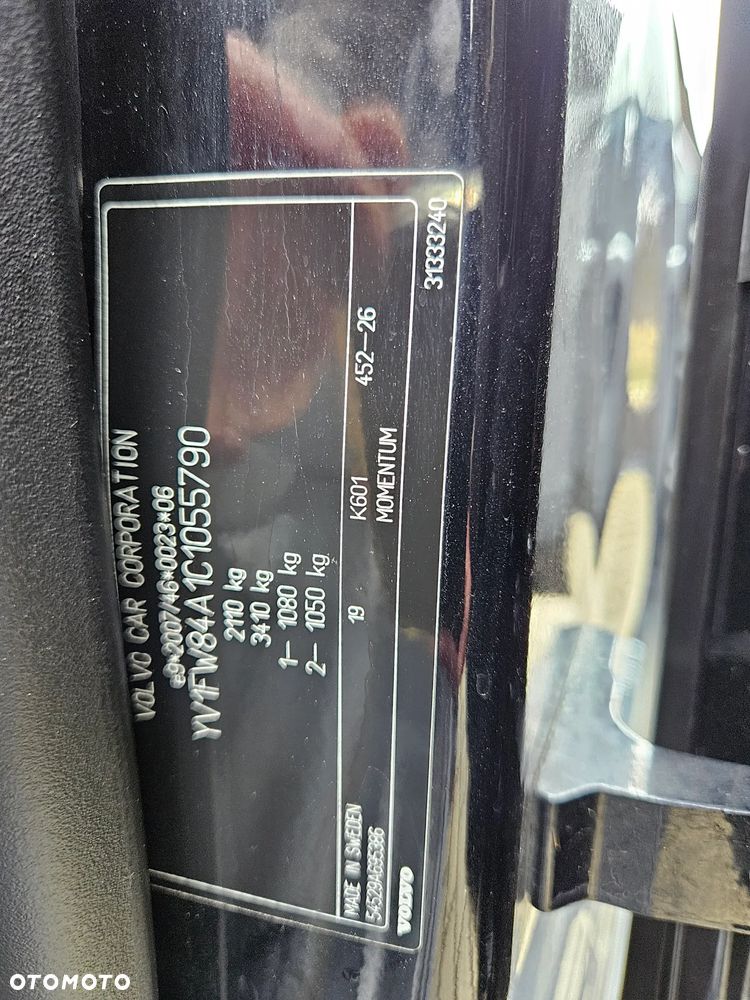 VOLVO CAR CORPORATION
e9*2007/46*0023*06
YV1FW84A1C1055790
2110 kg
3410 kg
1– 1080 kg
2– 1050 kg
19 K601 452–26
MOMENTUM
MADE IN SWEDEN
VOLVO 31333240
OTOMOTO